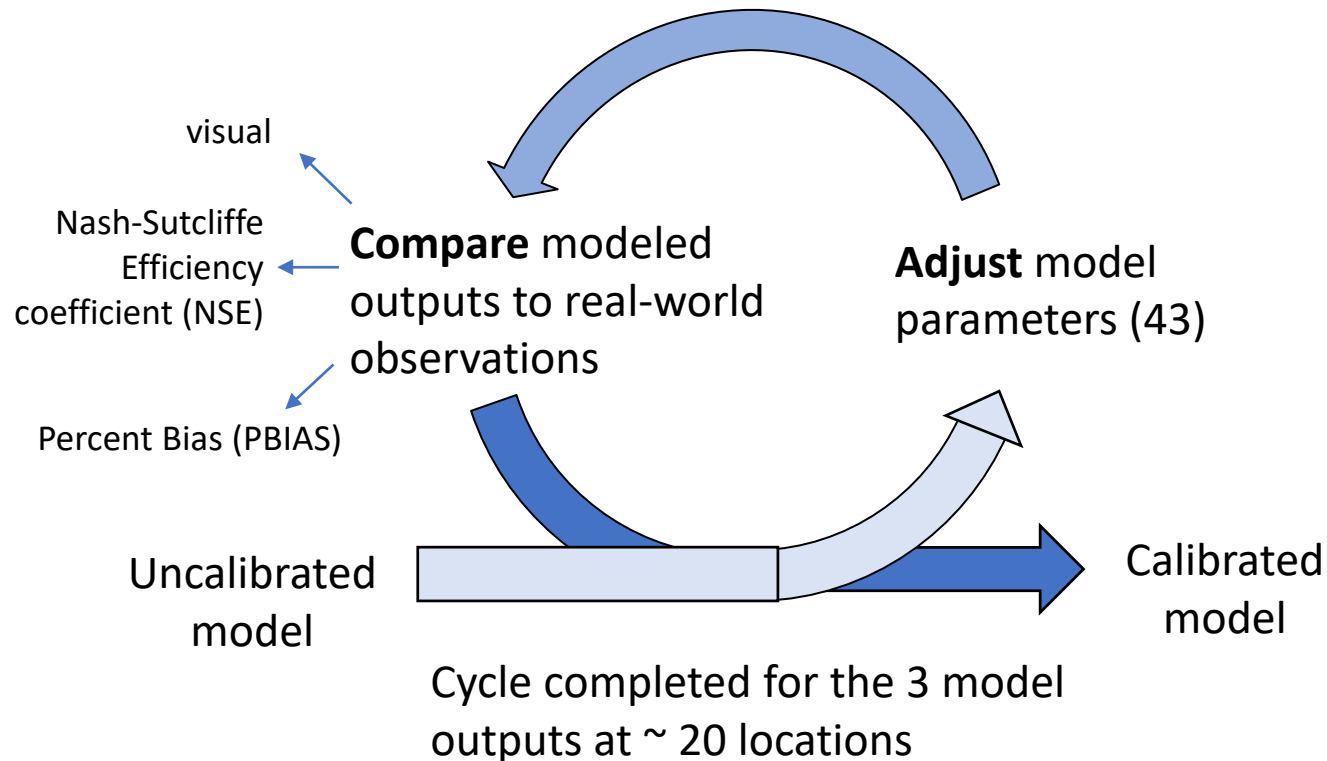 visual
Nash-Sutcliffe
Efficiency
coefficient (NSE)
Percent Bias (PBIAS)
Compare modeled
outputs to real-world
observations
Adjust model
parameters (43)
Uncalibrated
model
Calibrated
model
Cycle completed for the 3 model
outputs at ~ 20 locations